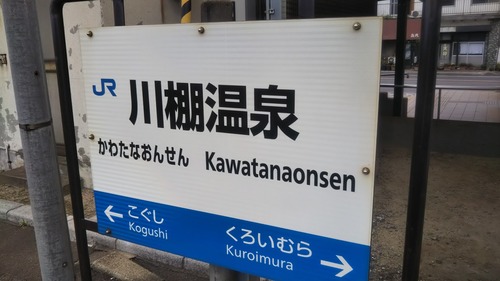 JR 川棚温泉
かわたなおんせん Kawatanaonsen
← こぐし
Kogushi
くろいむら →
Kuroimura